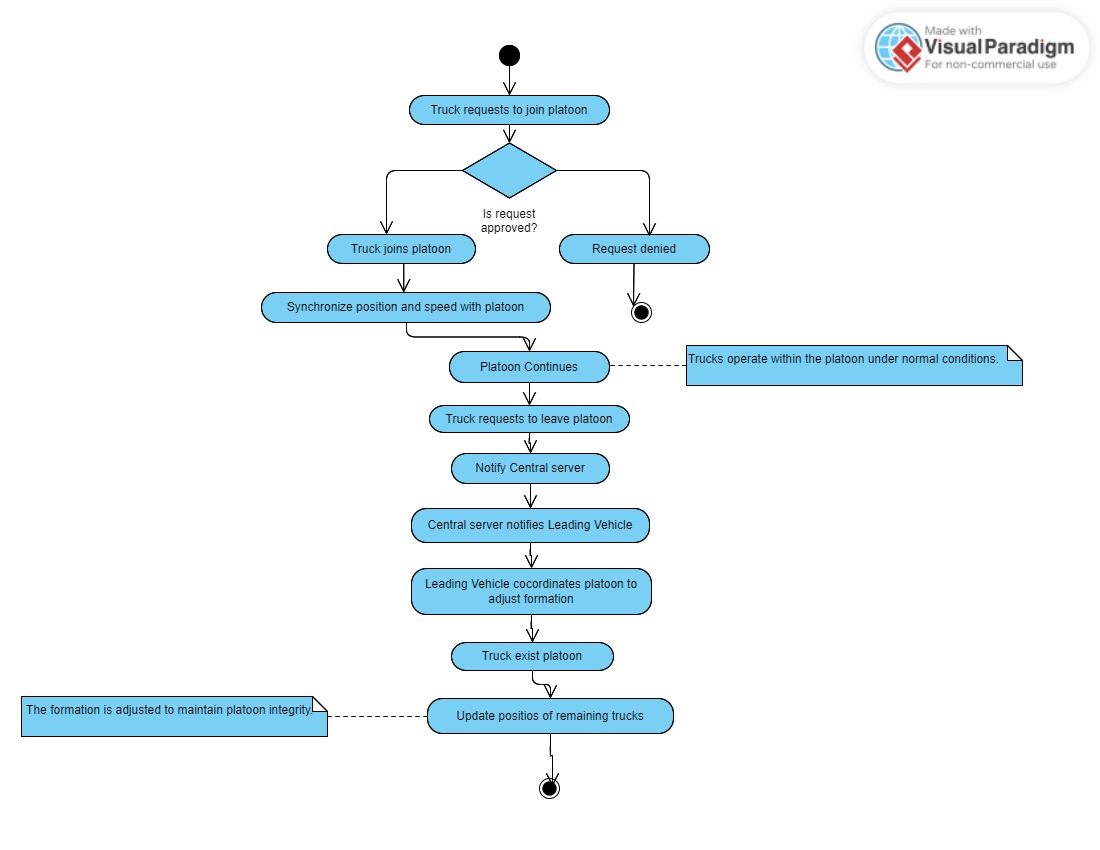 Made with
Visual Paradigm
For non-commercial use
Truck requests to join platoon
Is request
approved?
Truck joins platoon
Request denied
Synchronize position and speed with platoon
Platoon Continues
Trucks operate within the platoon under normal conditions.
Truck requests to leave platoon
Notify Central server
Central server notifies Leading Vehicle
Leading Vehicle cocordinates platoon to
adjust formation
Truck exist platoon
The formation is adjusted to maintain platoon integrity.
Update positios of remaining trucks